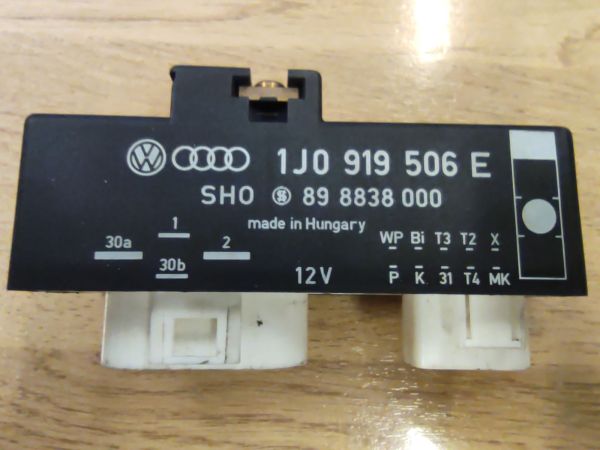 1J0 919 506 E
SHO 89 8838 000
made in Hungary
1
30a 2
30b
12V
WP Bi T3 T2 X
P K 31 T4 MK